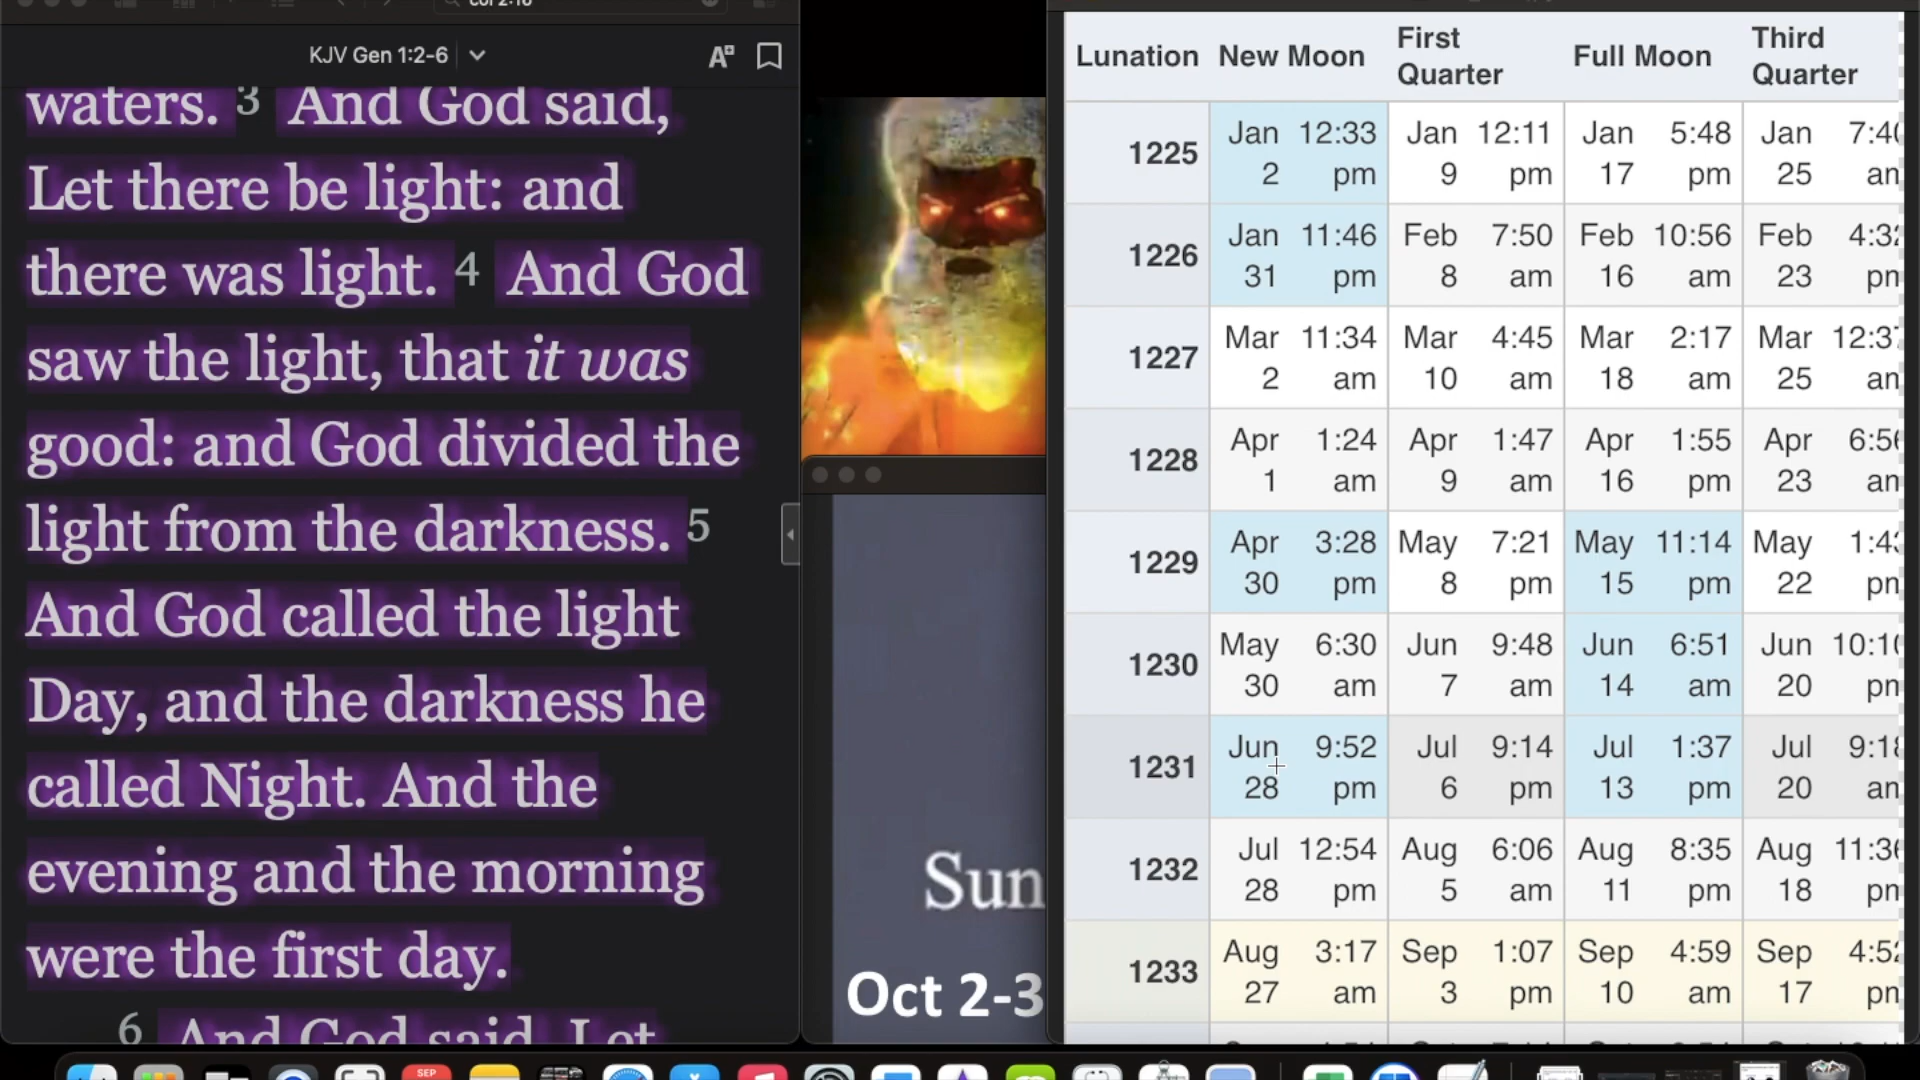 col 2:16
KJV Gen 1:2-6
waters. 3 And God said,
Let there be light: and
there was light. 4 And God
saw the light, that it was
good: and God divided the
light from the darkness. 5
And God called the light
Day, and the darkness he
called Night. And the
evening and the morning
were the first day.
6 And God said, Let
Sun
Oct 2-3
Lunation New Moon First Quarter Full Moon Third Quarter
1225 Jan 2 12:33 pm Jan 9 12:11 pm Jan 17 5:48 pm Jan 25
1226 Jan 31 11:46 pm Feb 8 7:50 am Feb 16 10:56 am Feb 23
1227 Mar 2 11:34 am Mar 10 4:45 am Mar 18 2:17 am Mar 25
1228 Apr 1 1:24 am Apr 9 1:47 am Apr 16 1:55 pm Apr 23
1229 Apr 30 3:28 pm May 8 7:21 pm May 15 11:14 pm May 22
1230 May 30 6:30 am Jun 7 9:48 am Jun 14 6:51 am Jun 20
1231 Jun 28 9:52 pm Jul 6 9:14 pm Jul 13 1:37 pm Jul 20
1232 Jul 28 12:54 pm Aug 5 6:06 am Aug 11 8:35 pm Aug 18
1233 Aug 27 3:17 am Sep 3 1:07 pm Sep 10 4:59 am Sep 17
SEP